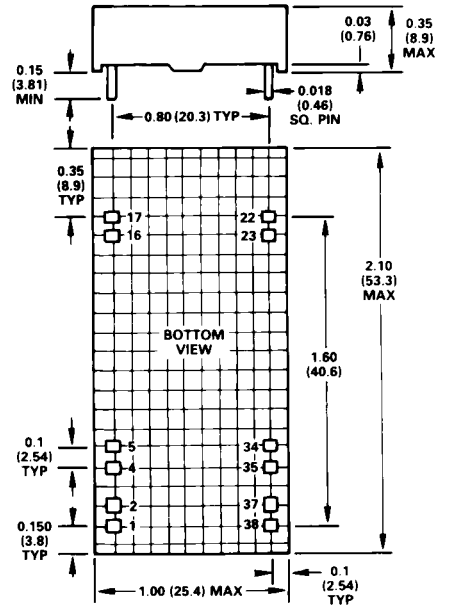 0.03
(0.76)
0.35
(8.9)
MAX
0.15
(3.81)
MIN
0.018
(0.46)
SQ. PIN
0.80 (20.3) TYP
0.35
(8.9)
TYP
17
22
16
23
2.10
(53.3)
MAX
BOTTOM
VIEW
1.60
(40.6)
0.1
(2.54)
TYP
5
34
4
35
2
37
0.150
(3.8)
TYP
1
38
1.00 (25.4) MAX
0.1
(2.54)
TYP